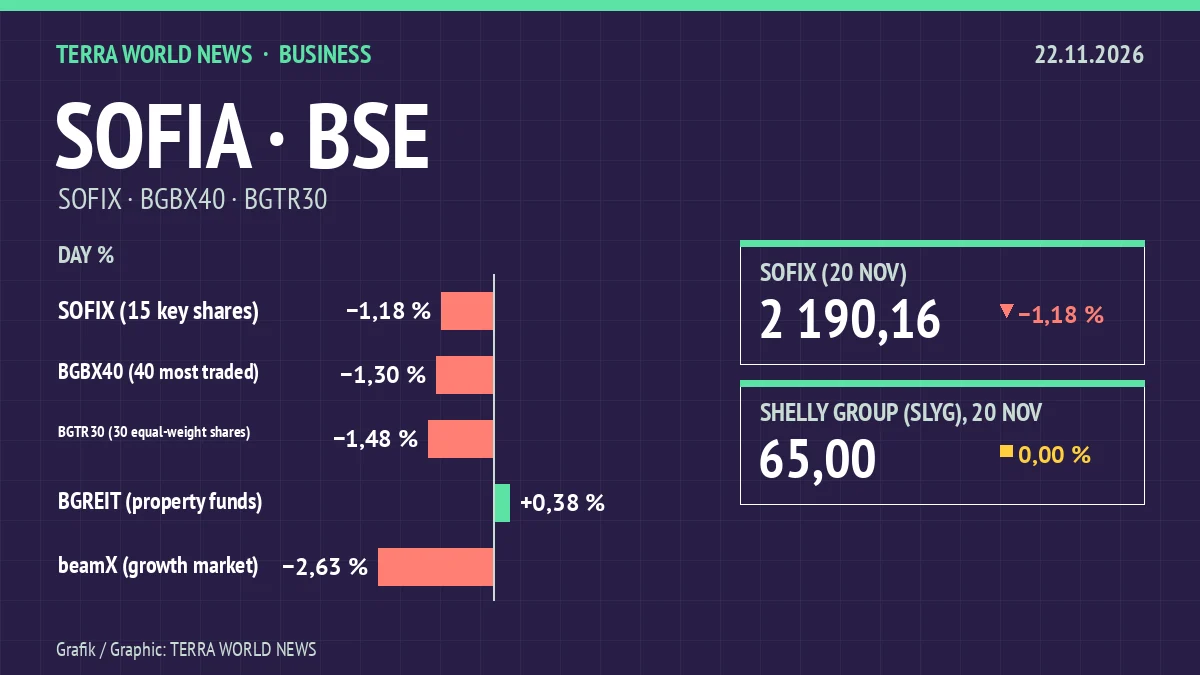 TERRA WORLD NEWS · BUSINESS
22.11.2026
SOFIA · BSE
SOFIX · BGBX40 · BGTR30
DAY %
SOFIX (15 key shares) −1,18 %
BGBX40 (40 most traded) −1,30 %
BGTR30 (30 equal-weight shares) −1,48 %
BGREIT (property funds) +0,38 %
beamX (growth market) −2,63 %
SOFIX (20 NOV)
2 190,16 ▼−1,18 %
SHELLY GROUP (SLYG), 20 NOV
65,00 ■0,00 %
Grafik / Graphic: TERRA WORLD NEWS